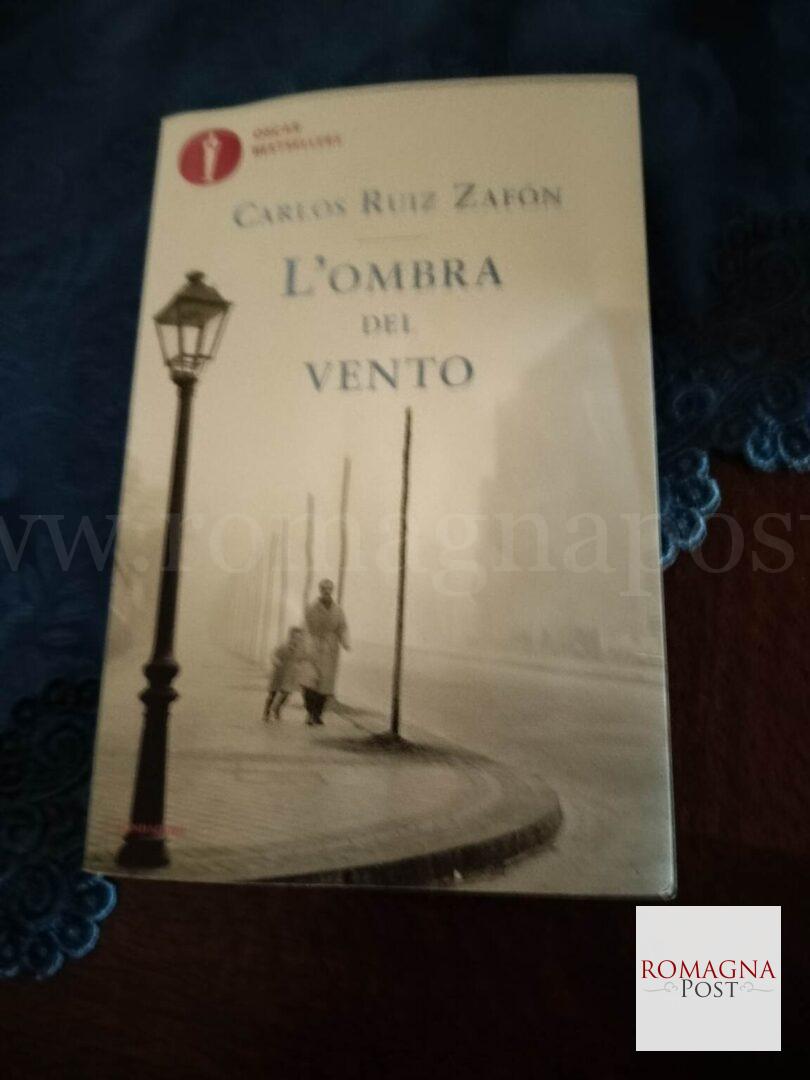 OSCAR
BESTSELLERS
CARLOS RUIZ ZAFÓN
L'OMBRA
DEL
VENTO
www.romagnapost
ROMAGNA
POST